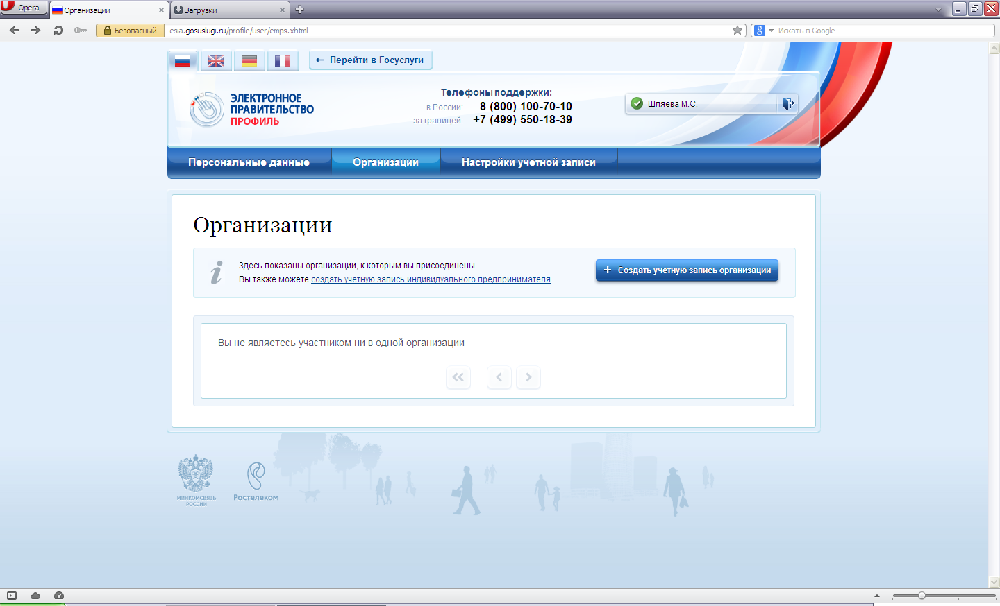 Opera
Организации
Загрузки
Безопасный
esia.gosuslugi.ru/profile/user/emps.xhtml
Искать в Google
← Перейти в Госуслуги
ЭЛЕКТРОННОЕ
ПРАВИТЕЛЬСТВО
ПРОФИЛЬ
Телефоны поддержки:
в России: 8 (800) 100-70-10
за границей: +7 (499) 550-18-39
Шляева М.С.
Персональные данные
Организации
Настройки учетной записи
Организации
Здесь показаны организации, к которым вы присоединены.
Вы также можете создать учетную запись индивидуального предпринимателя.
+ Создать учетную запись организации
Вы не являетесь участником ни в одной организации
МИНКОМСВЯЗЬ
РОССИИ
Ростелеком